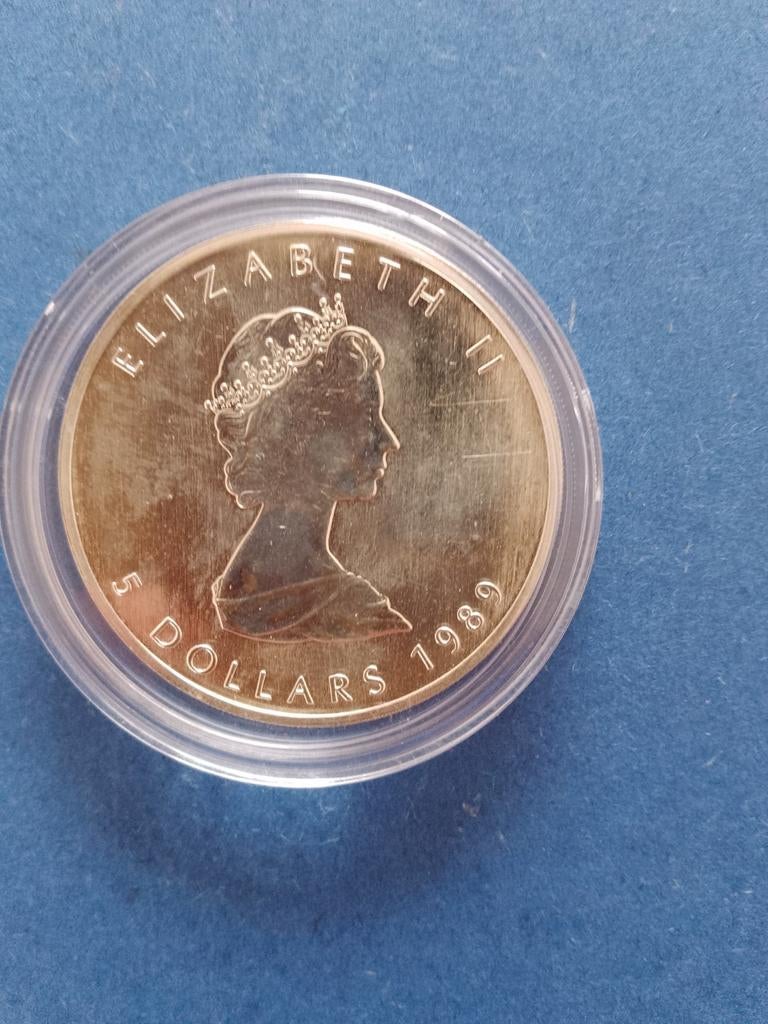 ELIZABETH II
5 DOLLARS 1989